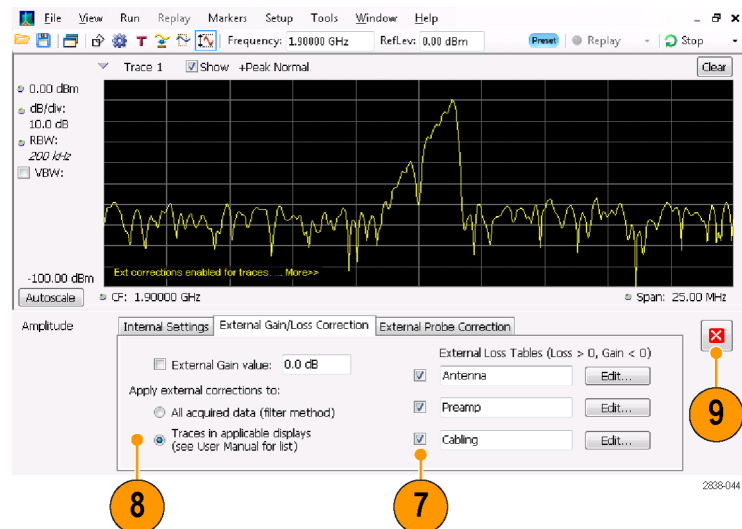 File View Run Replay Markers Setup Tools Window Help
Frequency: 1.90000 GHz RefLev: 0.00 dBm Preset Replay Stop
Trace 1 Show +Peak Normal Clear
0.00 dBm
dB/div:
10.0 dB
RBW:
200 kHz
VBW:
-100.00 dBm
Ext corrections enabled for traces. ... More>>
Autoscale CF: 1.90000 GHz Span: 25.00 MHz
Amplitude
Internal Settings External Gain/Loss Correction External Probe Correction
External Gain value: 0.0 dB
External Loss Tables (Loss > 0, Gain < 0)
Antenna Edit...
Apply external corrections to:
All acquired data (filter method)
Preamp Edit...
Traces in applicable displays
(see User Manual for list)
Cabling Edit...
9
8
7
2838-044